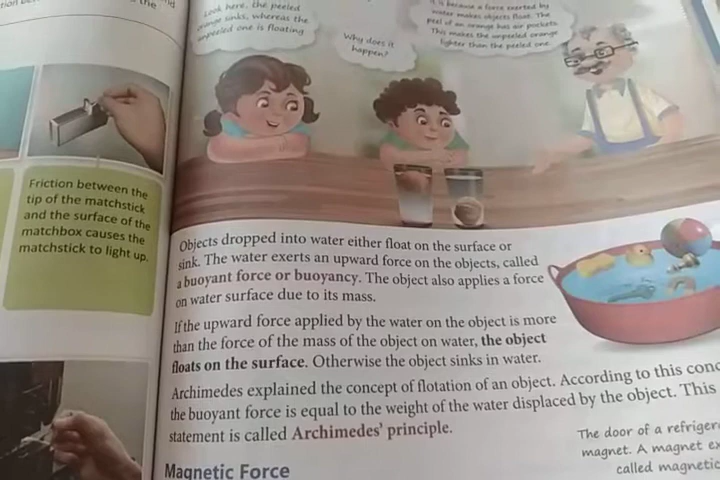 the
Friction between the
tip of the matchstick
and the surface of the
matchbox causes the
matchstick to light up.
Look here, the peeled
orange sinks, whereas the
unpeeled one is floating
Why does it
happen?
It is because a force exerted by
water makes objects float. The
peel of an orange has air pockets.
This makes the unpeeled orange
lighter than the peeled one.
Objects dropped into water either float on the surface or
sink. The water exerts an upward force on the objects, called
a buoyant force or buoyancy. The object also applies a force
on water surface due to its mass.
If the upward force applied by the water on the object is more
than the force of the mass of the object on water, the object
floats on the surface. Otherwise the object sinks in water.
Archimedes explained the concept of flotation of an object. According to this conc
the buoyant force is equal to the weight of the water displaced by the object. This
statement is called Archimedes' principle.
The door of a refriger
magnet. A magnet ex
called magnetic
Magnetic Force